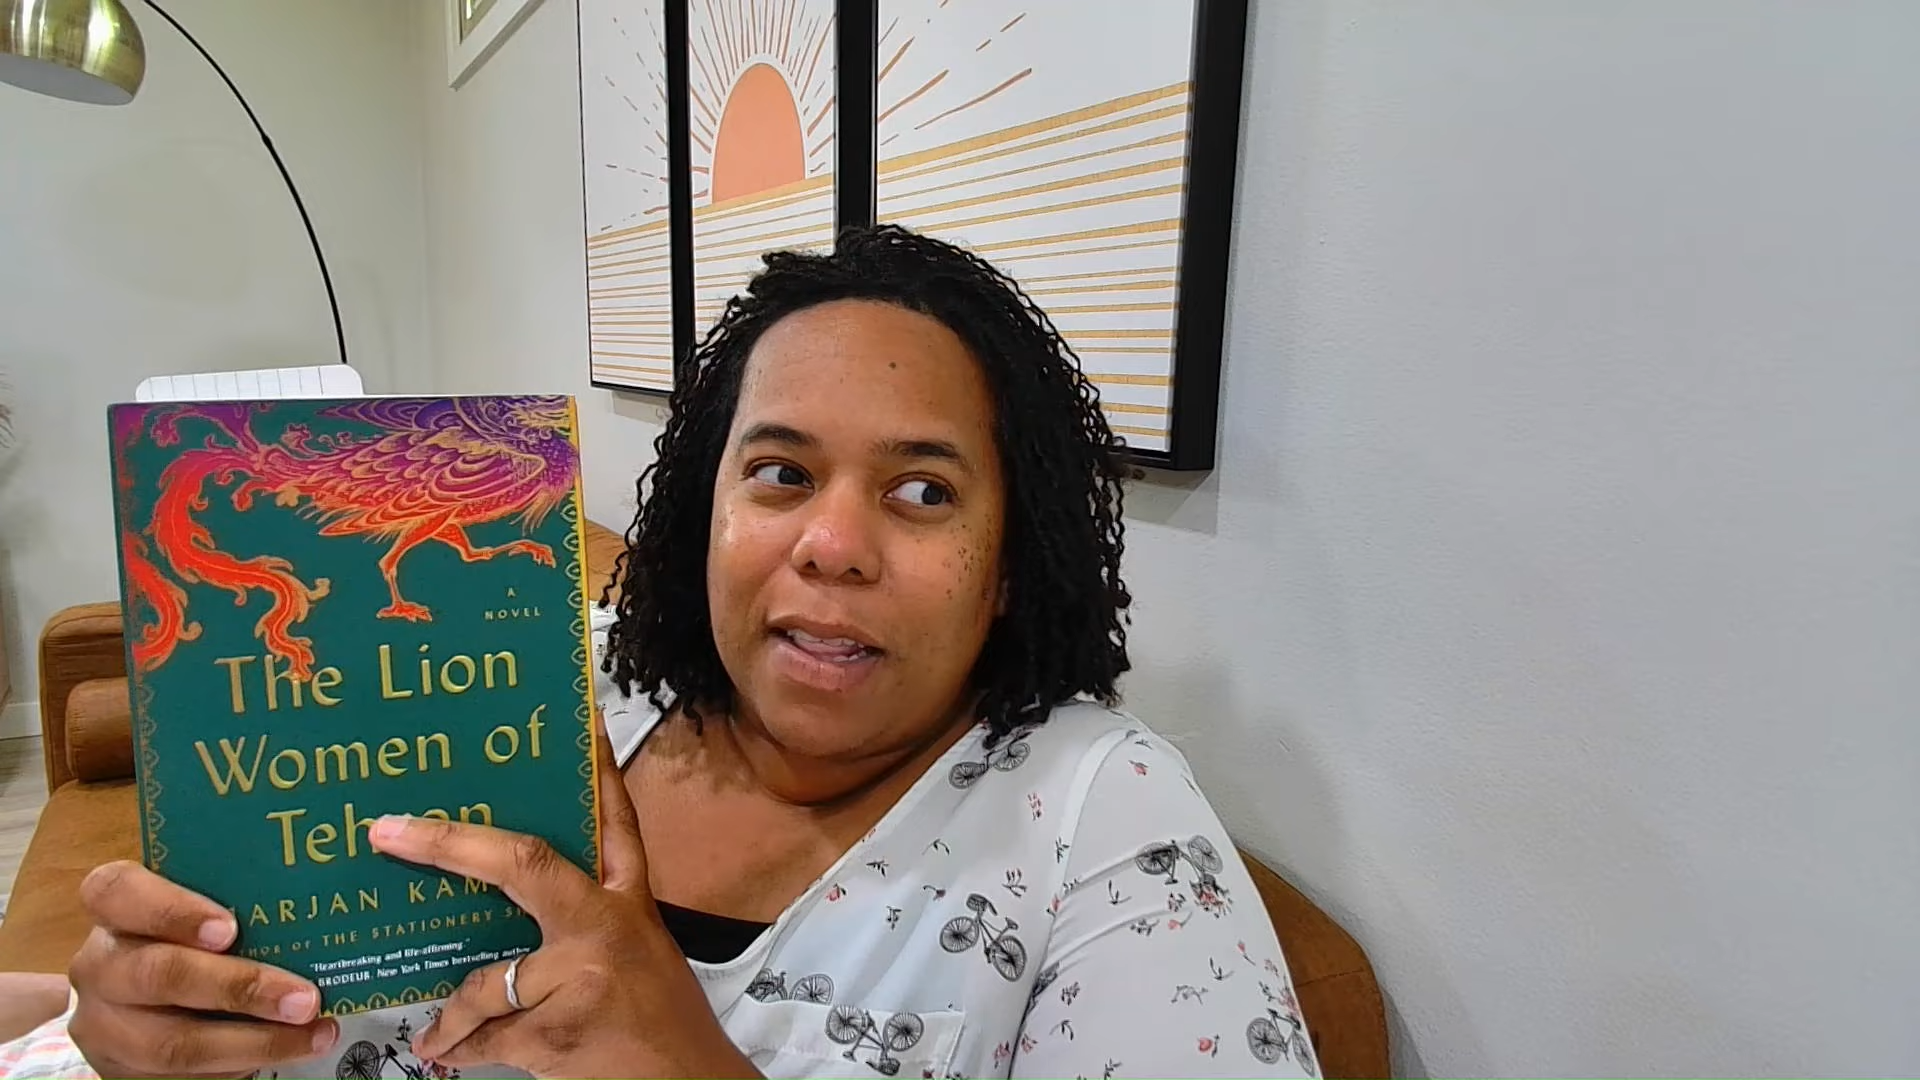 A
NOVEL
The Lion
Women of
Tehran
ARJAN KAM
HOR OF THE STATIONERY S
"Heartbreaking and life-affirming."
BRODEUR, New York Times bestselling author